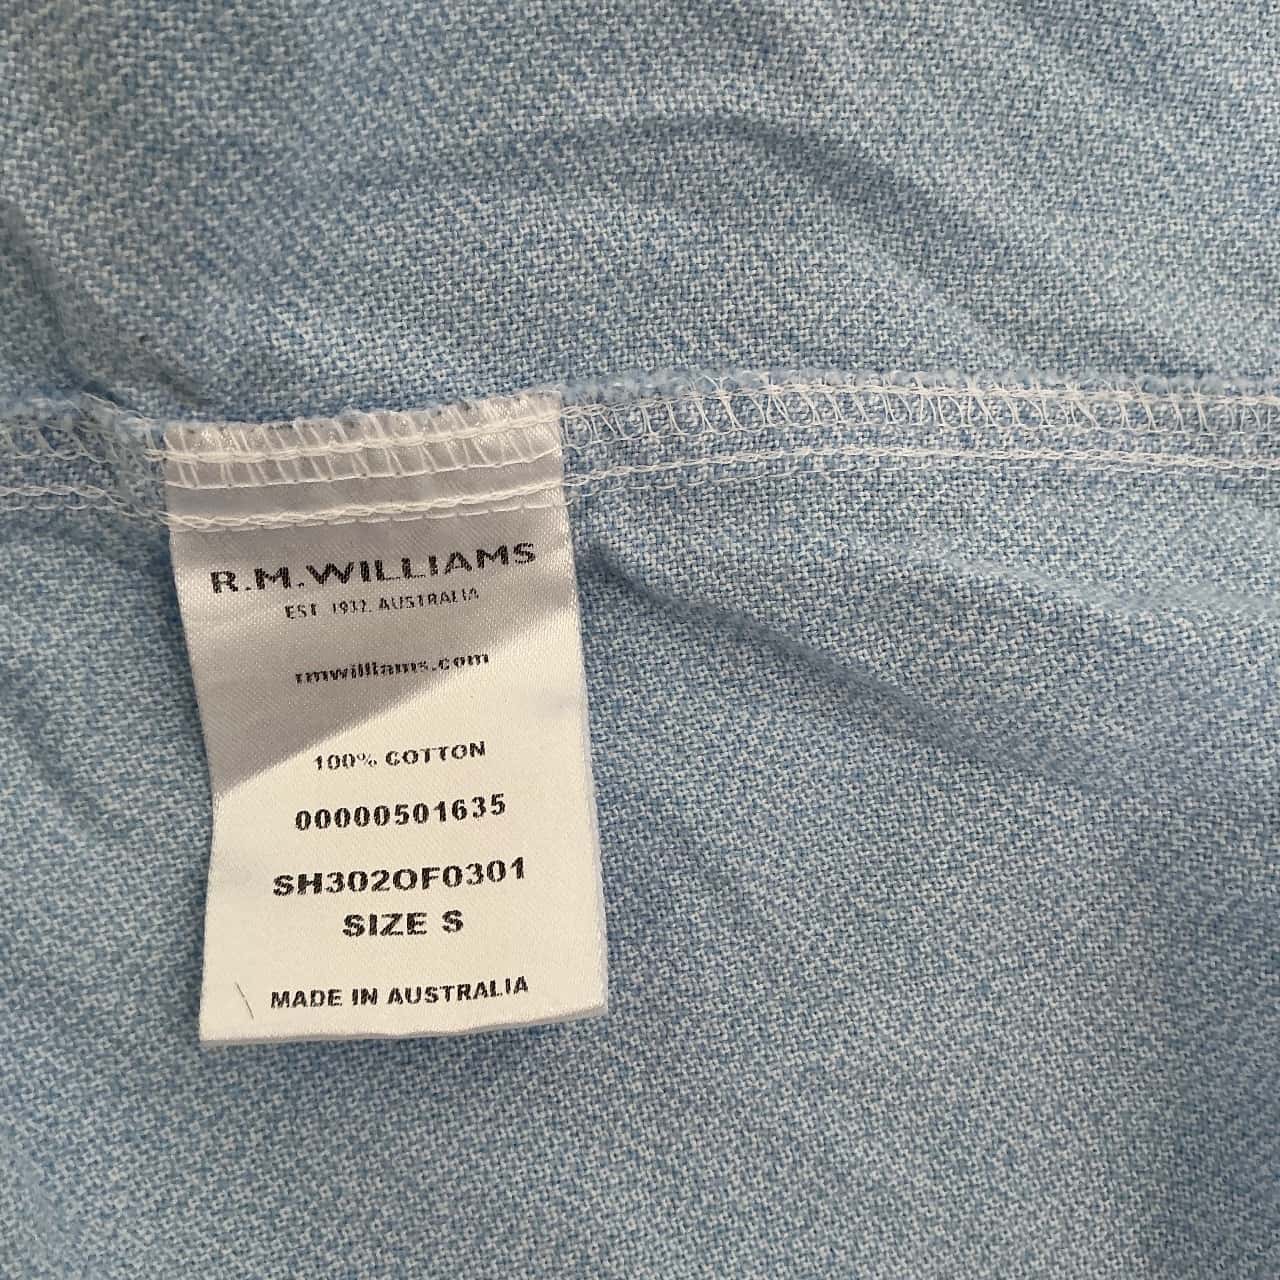 R.M.WILLIAMS
EST. 1932. AUSTRALIA
rmwilliams.com
100% COTTON
00000501635
SH302OF0301
SIZE S
MADE IN AUSTRALIA